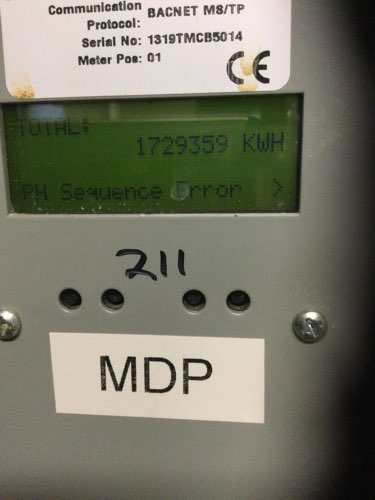 Communication
Protocol: BACNET MS/TP
Serial No: 1319TMCB5014
Meter Pos: 01
CE
TOTAL:
1729359 KWH
PH Sequence Error >
211
MDP